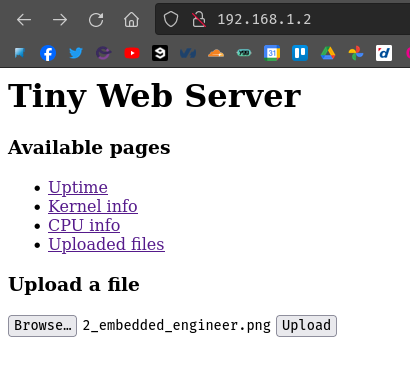 192.168.1.2
Tiny Web Server
Available pages
Uptime
Kernel info
CPU info
Uploaded files
Upload a file
Browse… 2_embedded_engineer.png Upload